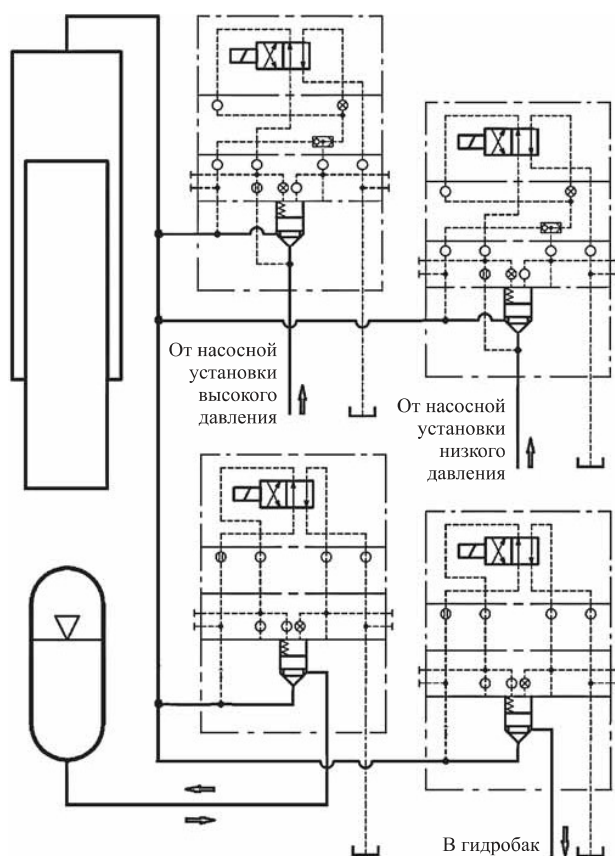 От насосной
установки
высокого
давления
От насосной
установки
низкого
давления
В гидробак